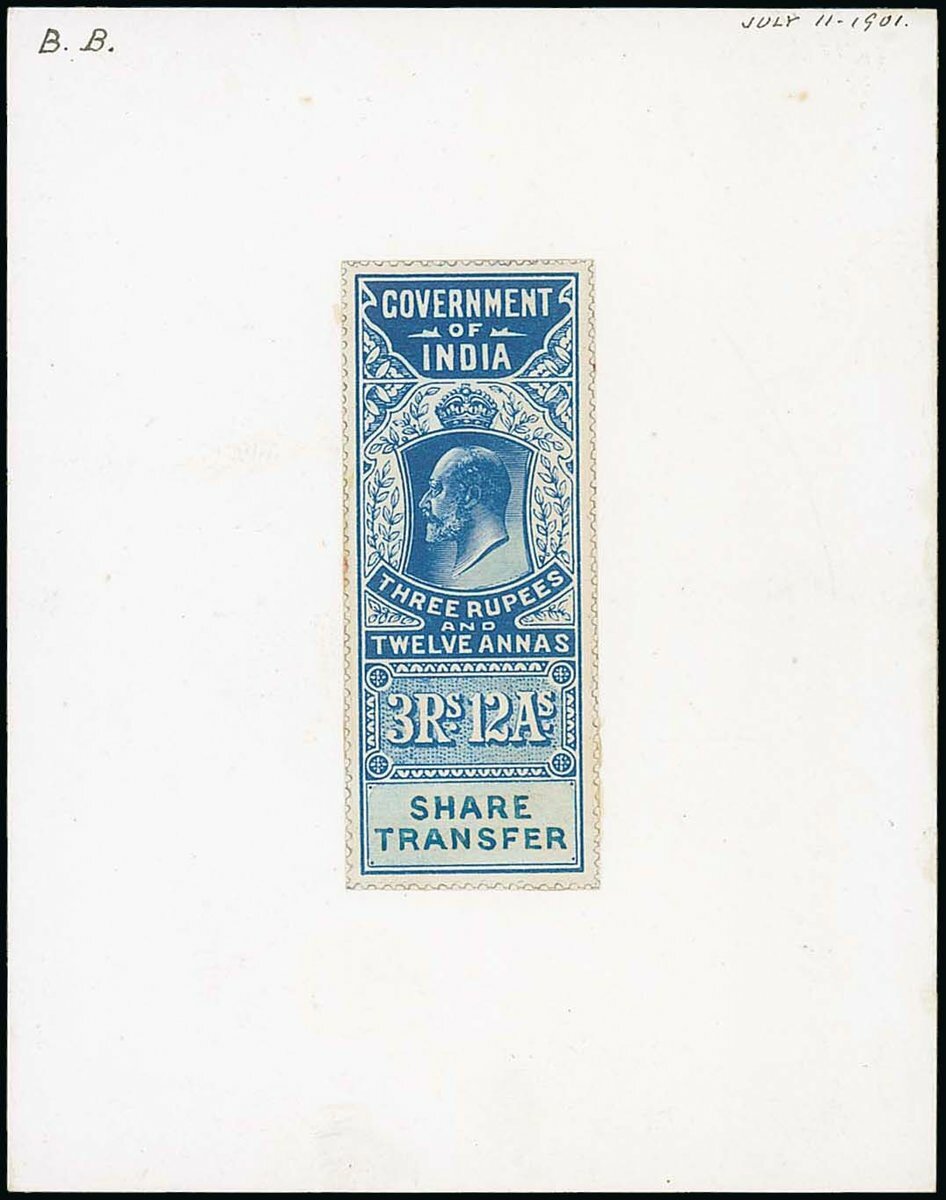 B. B.
JULY 11-1901.
GOVERNMENT
OF
INDIA
THREE RUPEES
AND
TWELVE ANNAS
3Rs. 12As.
SHARE
TRANSFER